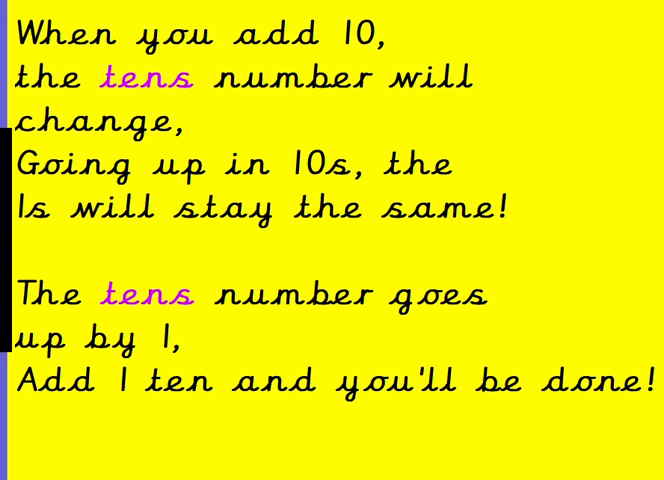 When you add 10,
the tens number will
change,
Going up in 10s, the
1s will stay the same!
The tens number goes
up by 1,
Add 1 ten and you'll be done!